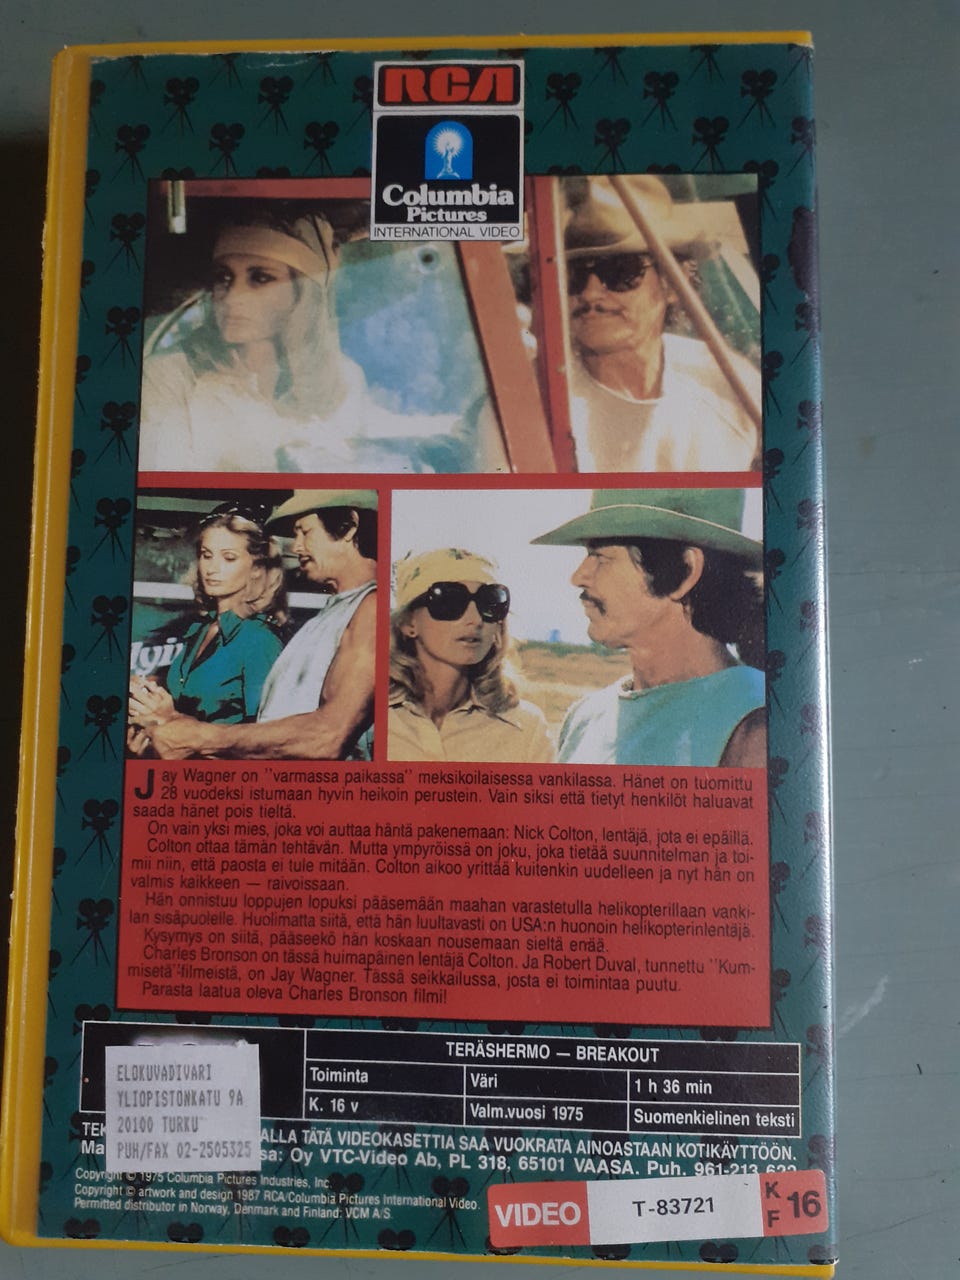 RCA
Columbia
Pictures
INTERNATIONAL VIDEO
Jay Wagner on "varmassa paikassa" meksikoilaisessa vankilassa. Hänet on tuomittu
28 vuodeksi istumaan hyvin heikoin perustein. Vain siksi että tietyt henkilöt haluavat
saada hänet pois tieltä.
On vain yksi mies, joka voi auttaa häntä pakenemaan: Nick Colton, lentäjä, jota ei epäillä.
Colton ottaa tämän tehtävän. Mutta ympyröissä on joku, joka tietää suunnitelman ja toi-
mii niin, että paosta ei tule mitään. Colton aikoo yrittää kuitenkin uudelleen ja nyt hän on
valmis kaikkeen — raivoissaan.
Hän onnistuu loppujen lopuksi pääsemään maahan varastetulla helikopterillaan vanki-
lan sisäpuolelle. Huolimatta siitä, että hän luultavasti on USA:n huonoin helikopterinlentäjä.
Kysymys on siitä, pääseekö hän koskaan nousemaan sieltä enää.
Charles Bronson on tässä huimapäinen lentäjä Colton. Ja Robert Duval, tunnettu "Kum-
misetä"-filmeistä, on Jay Wagner. Tässä seikkailussa, josta ei toimintaa puutu.
Parasta laatua oleva Charles Bronson filmi!
TERÄSHERMO — BREAKOUT
Toiminta Väri 1 h 36 min
K. 16 v Valm.vuosi 1975 Suomenkielinen teksti
ELOKUVADIVARI
YLIOPISTONKATU 9A
20100 TURKU
PUH/FAX 02-2505325
TEK ALLA TÄTÄ VIDEOKASETTIA SAA VUOKRATA AINOASTAAN KOTIKÄYTTÖÖN.
Ma sa: Oy VTC-Video Ab, PL 318, 65101 VAASA. Puh. 961-213 622
Copyright © 1975 Columbia Pictures Industries, Inc.
Copyright © artwork and design 1987 RCA/Columbia Pictures International Video.
Permitted distributor in Norway, Denmark and Finland: VCM A/S
VIDEO T-83721 KF 16